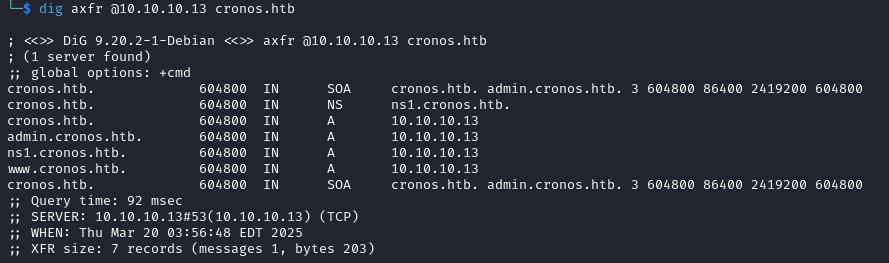 └─$ dig axfr @10.10.10.13 cronos.htb
; <<>> DiG 9.20.2-1-Debian <<>> axfr @10.10.10.13 cronos.htb
; (1 server found)
;; global options: +cmd
cronos.htb. 604800 IN SOA cronos.htb. admin.cronos.htb. 3 604800 86400 2419200 604800
cronos.htb. 604800 IN NS ns1.cronos.htb.
cronos.htb. 604800 IN A 10.10.10.13
admin.cronos.htb. 604800 IN A 10.10.10.13
ns1.cronos.htb. 604800 IN A 10.10.10.13
www.cronos.htb. 604800 IN A 10.10.10.13
cronos.htb. 604800 IN SOA cronos.htb. admin.cronos.htb. 3 604800 86400 2419200 604800
;; Query time: 92 msec
;; SERVER: 10.10.10.13#53(10.10.10.13) (TCP)
;; WHEN: Thu Mar 20 03:56:48 EDT 2025
;; XFR size: 7 records (messages 1, bytes 203)